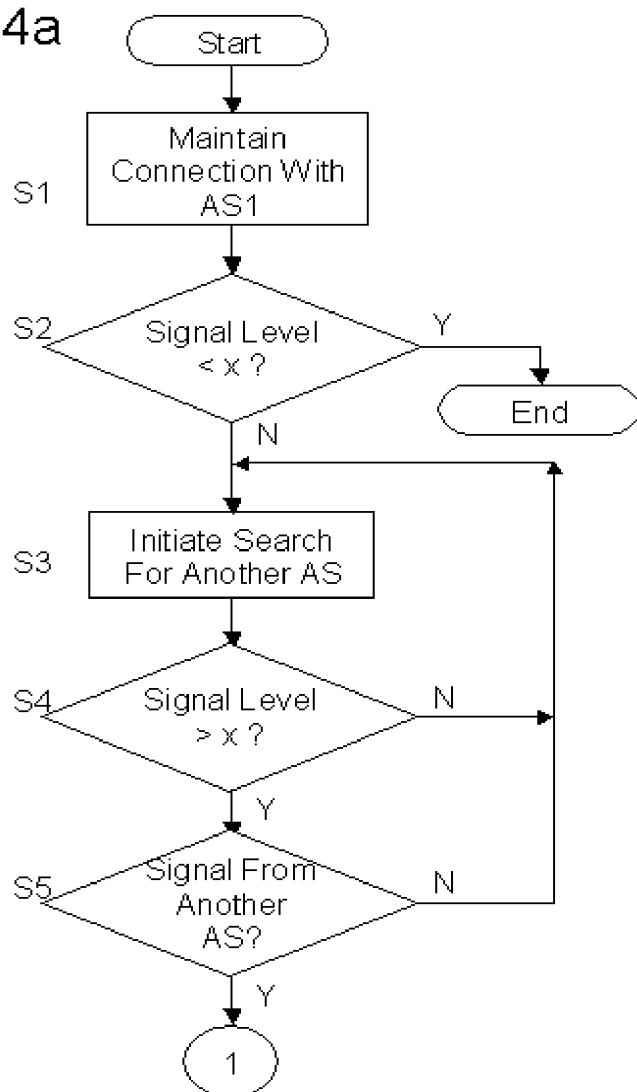 4a
Start
S1
Maintain
Connection With
AS1
S2
Signal Level
< x ?
Y
End
N
S3
Initiate Search
For Another AS
S4
Signal Level
> x ?
N
Y
S5
Signal From
Another
AS?
N
Y
1